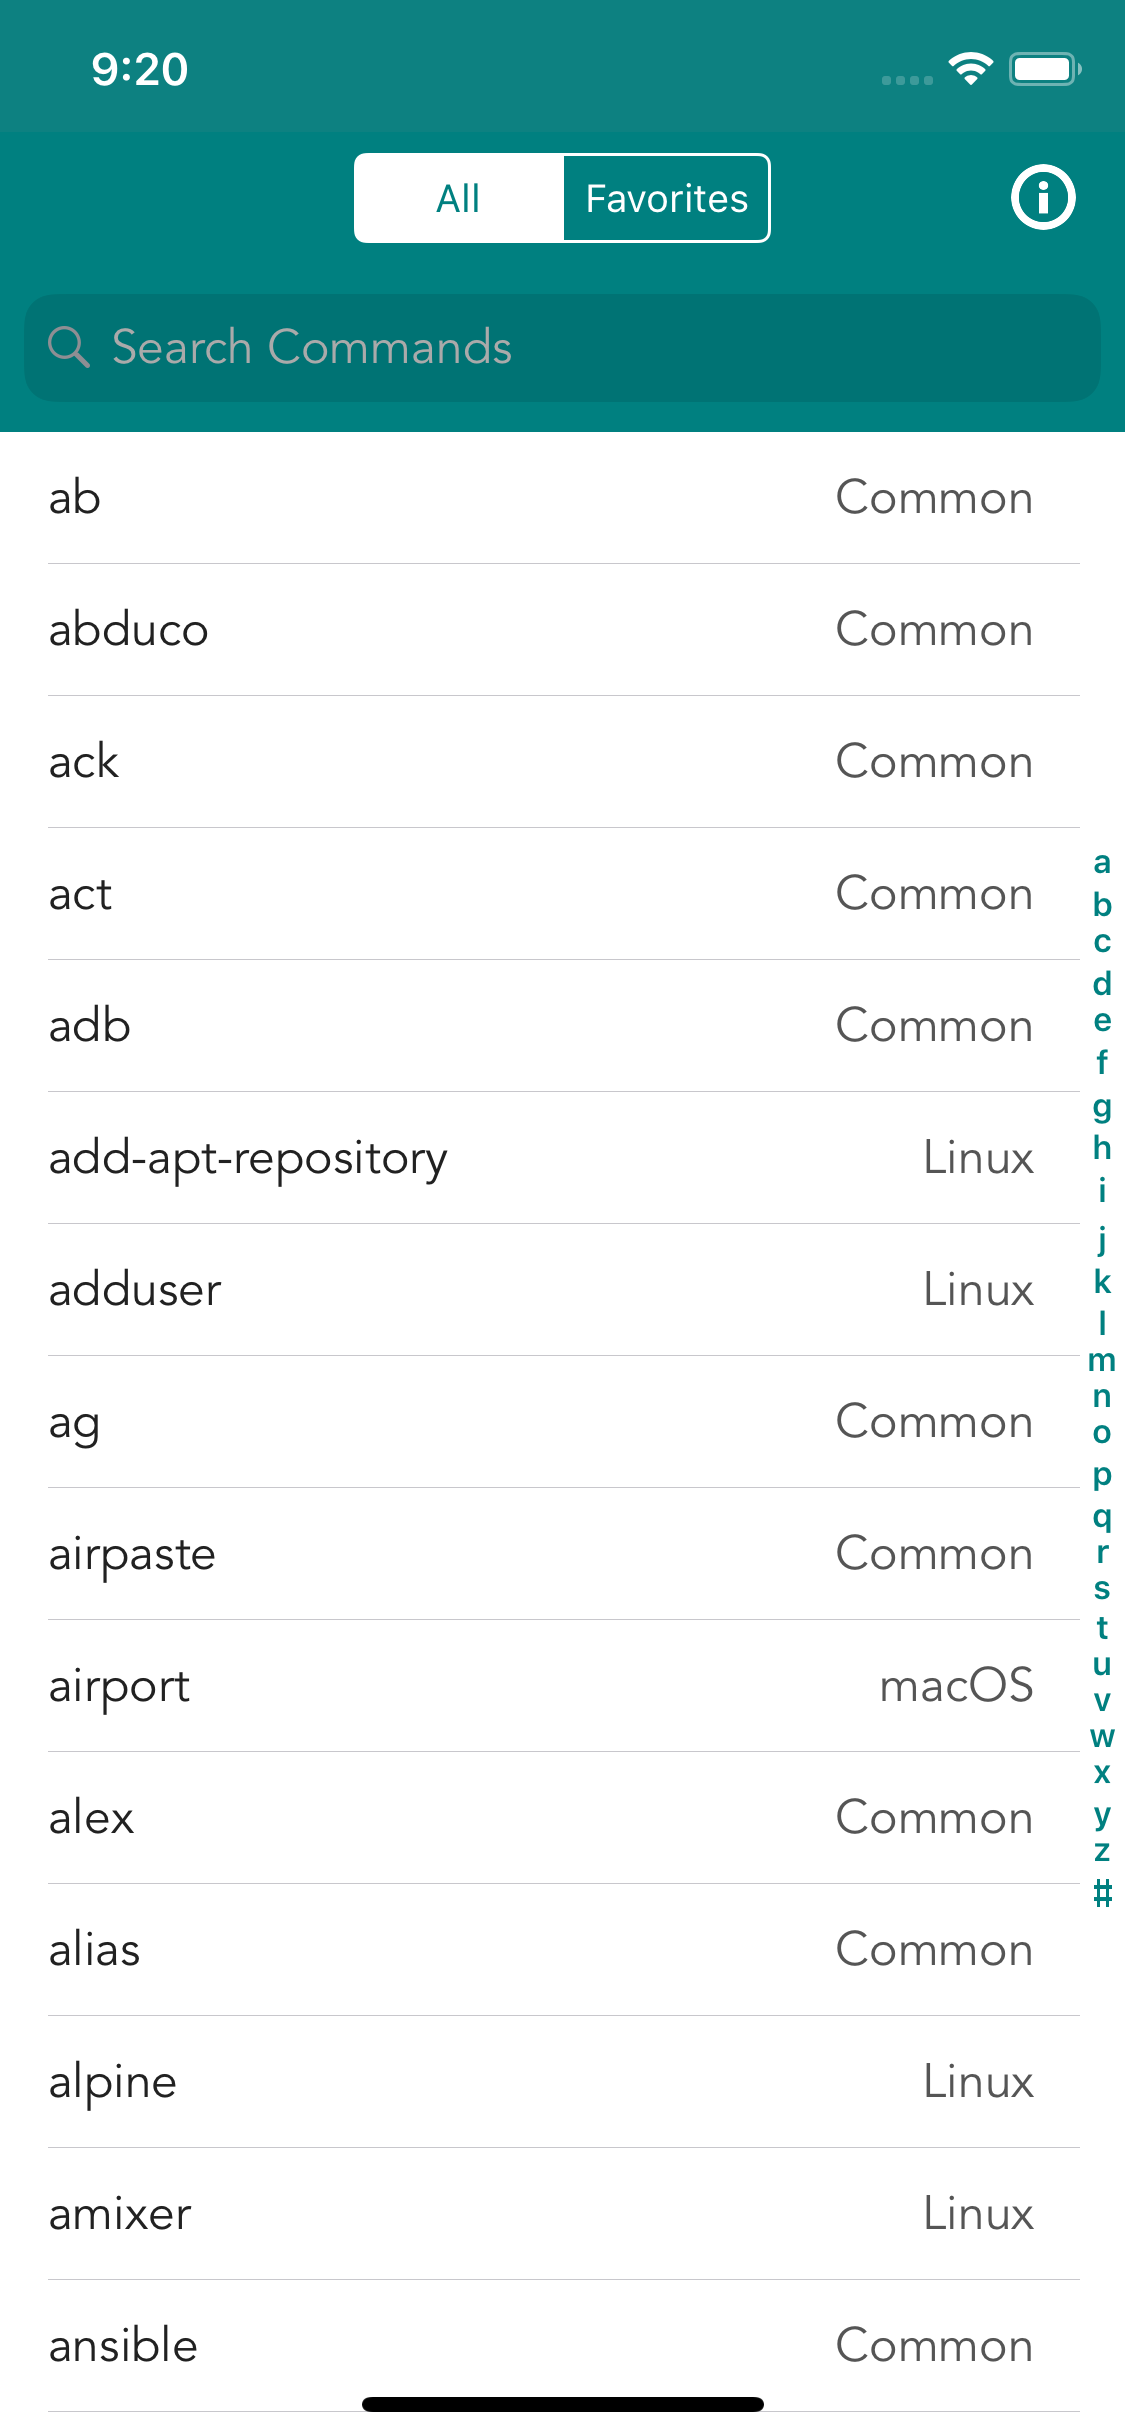 9:20
All Favorites
Search Commands
ab Common
abduco Common
ack Common
act Common
adb Common
add-apt-repository Linux
adduser Linux
ag Common
airpaste Common
airport macOS
alex Common
alias Common
alpine Linux
amixer Linux
ansible Common
a
b
c
d
e
f
g
h
i
j
k
l
m
n
o
p
q
r
s
t
u
v
w
x
y
z
#